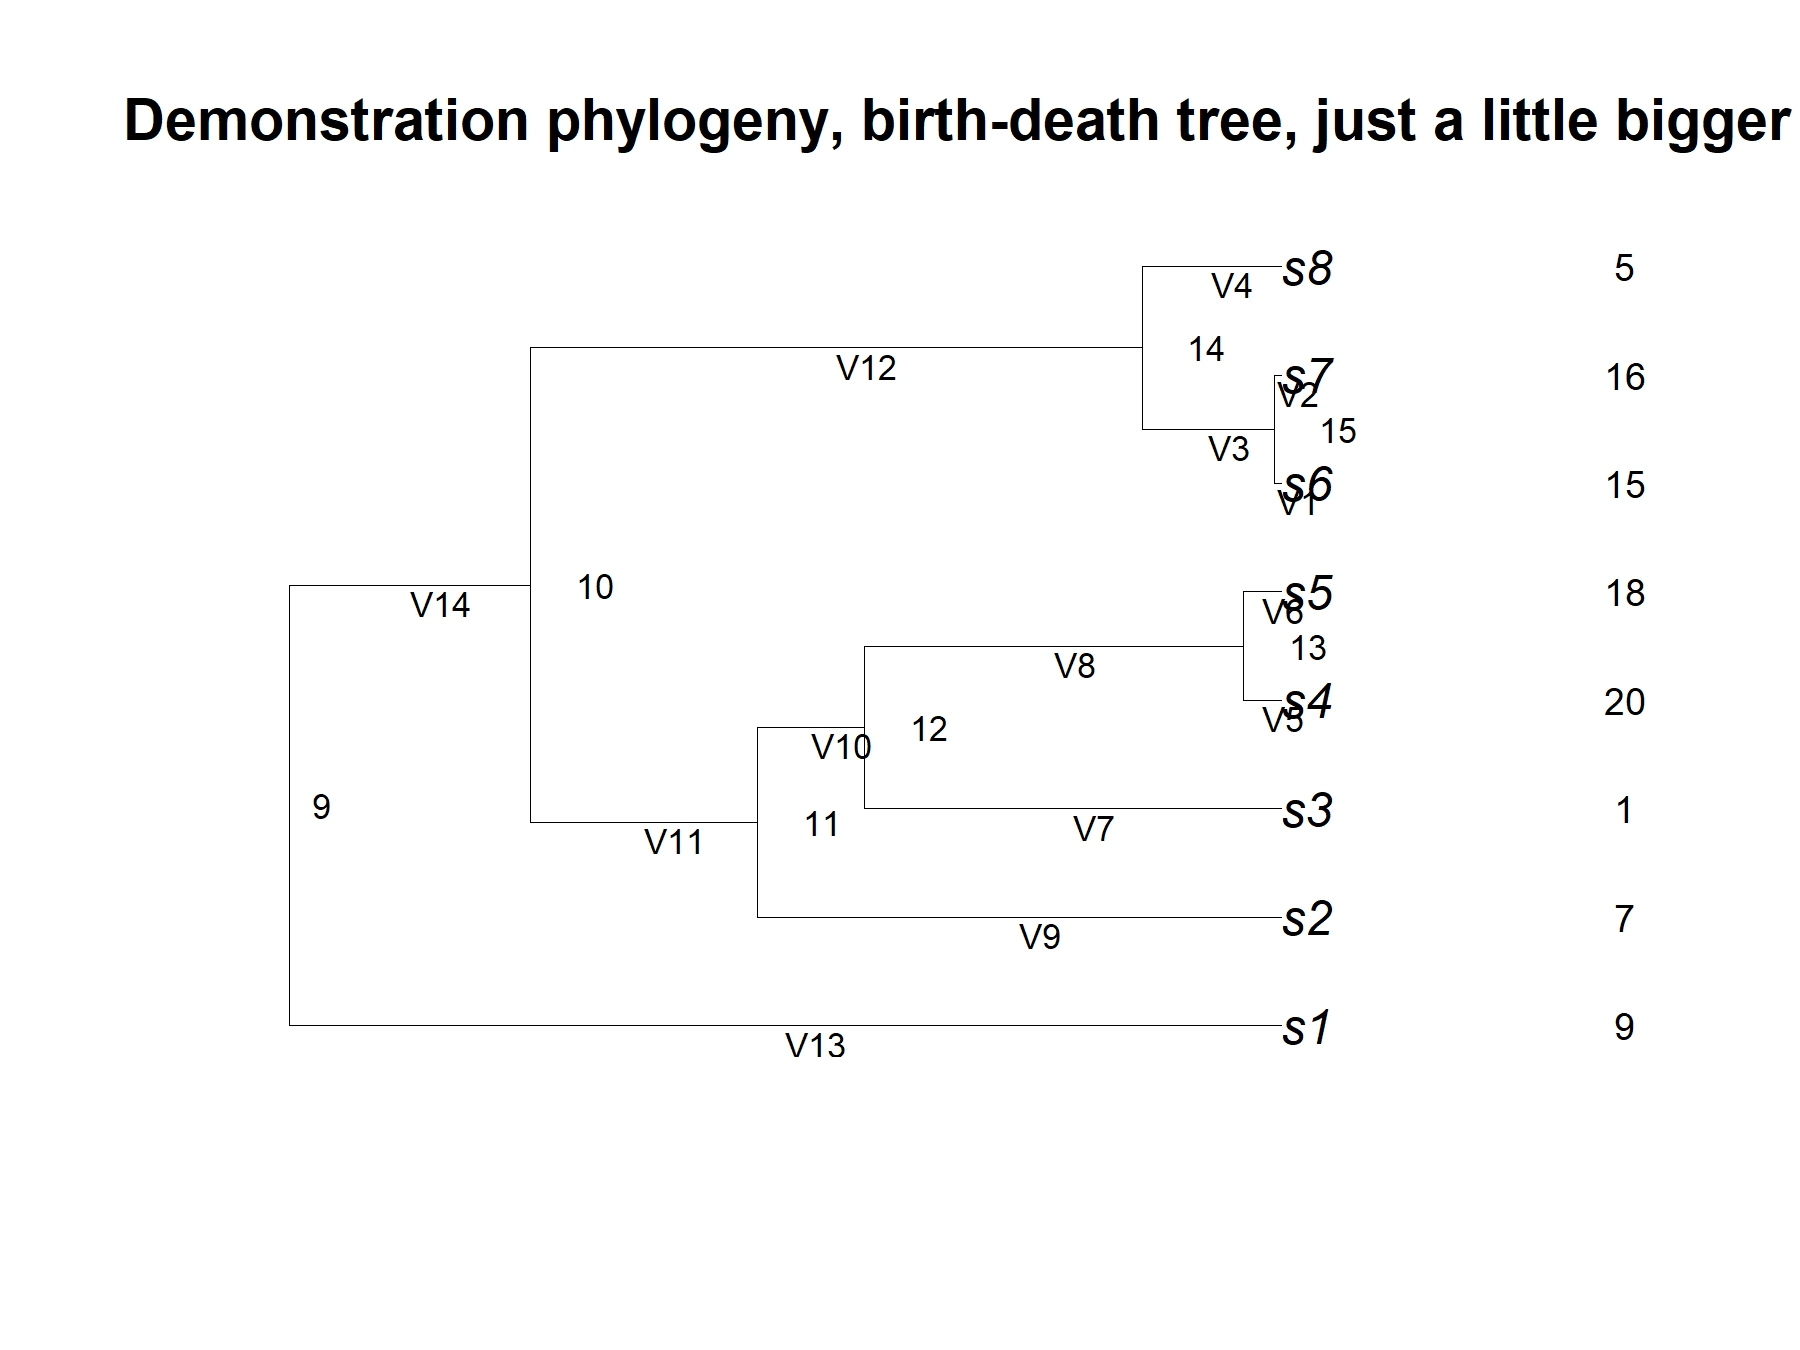 Demonstration phylogeny, birth-death tree, just a little bigger
s8 5
V4
14
V12
s7 16
V2
15
V3
s6 15
V1
10
V14
s5 18
V6
13
V8
s4 20
V5
12
V10
9
11
s3 1
V7
V11
s2 7
V9
s1 9
V13